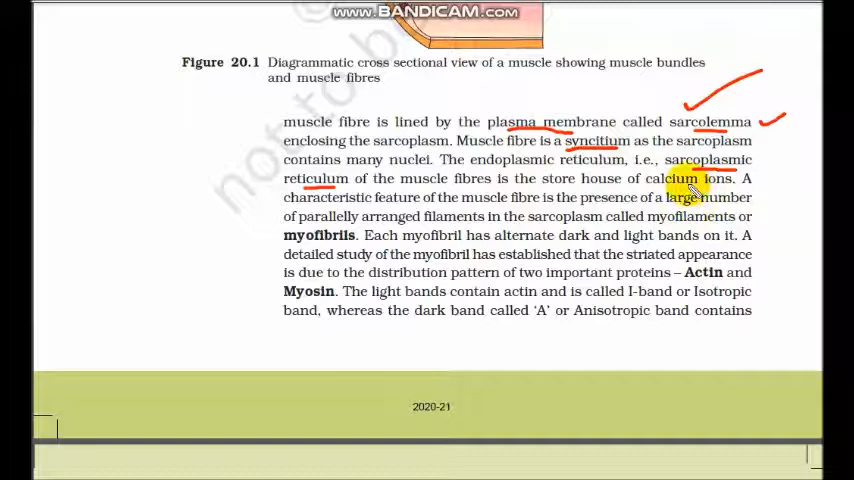 www.BANDICAM.com
Figure 20.1 Diagrammatic cross sectional view of a muscle showing muscle bundles
and muscle fibres
muscle fibre is lined by the plasma membrane called sarcolemma
enclosing the sarcoplasm. Muscle fibre is a syncitium as the sarcoplasm
contains many nuclei. The endoplasmic reticulum, i.e., sarcoplasmic
reticulum of the muscle fibres is the store house of calcium ions. A
characteristic feature of the muscle fibre is the presence of a large number
of parallelly arranged filaments in the sarcoplasm called myofilaments or
myofibrils. Each myofibril has alternate dark and light bands on it. A
detailed study of the myofibril has established that the striated appearance
is due to the distribution pattern of two important proteins – Actin and
Myosin. The light bands contain actin and is called I-band or Isotropic
band, whereas the dark band called ‘A’ or Anisotropic band contains
not to b
2020-21